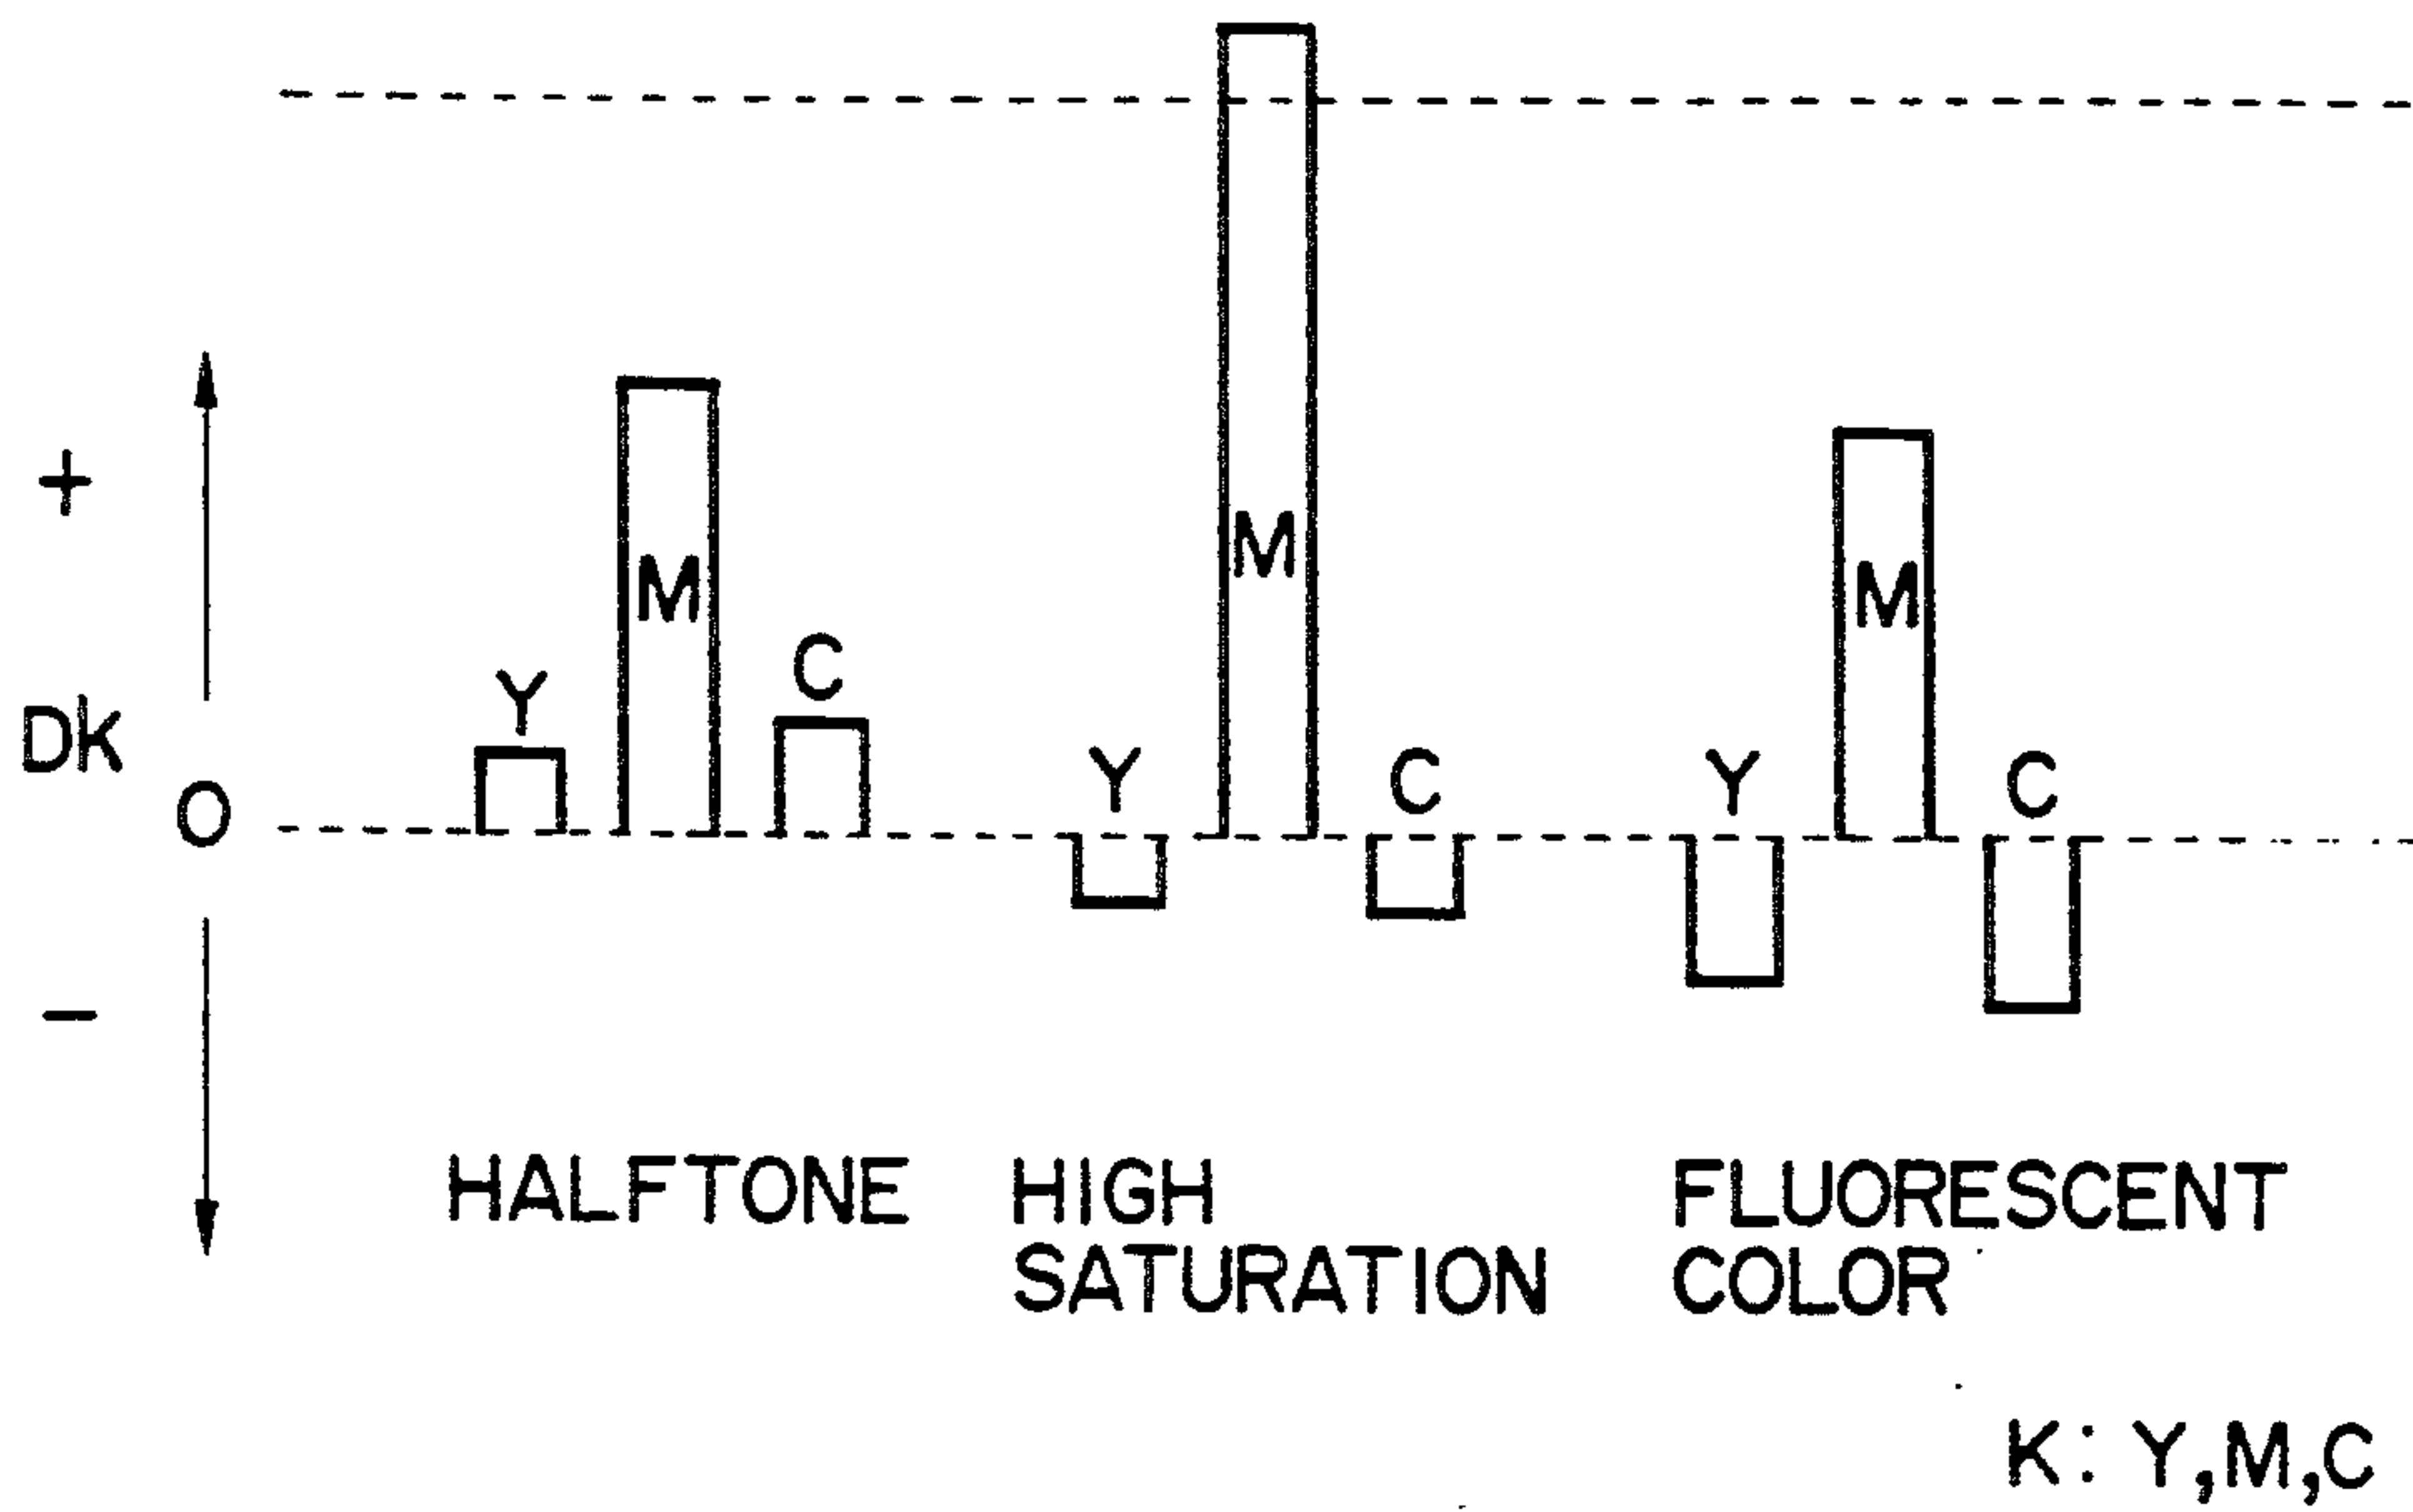 +
DK
O
−
Y
M
C
Y
M
C
Y
M
C
HALFTONE
HIGH
SATURATION
FLUORESCENT
COLOR
K: Y,M,C